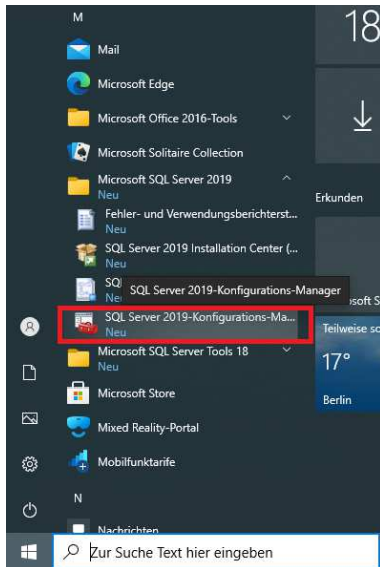 M
18
Mail
Microsoft Edge
Microsoft Office 2016-Tools
Microsoft Solitaire Collection
Microsoft SQL Server 2019
Neu
Erkunden
Fehler- und Verwendungsberichterst...
Neu
SQL Server 2019 Installation Center (...
Neu
SQ
Ne
SQL Server 2019-Konfigurations-Manager
osoft S
SQL Server 2019-Konfigurations-Ma...
Neu
Teilweise so
Microsoft SQL Server Tools 18
Neu
17°
Microsoft Store
Berlin
Mixed Reality-Portal
Mobilfunktarife
N
Nachrichten
Zur Suche Text hier eingeben